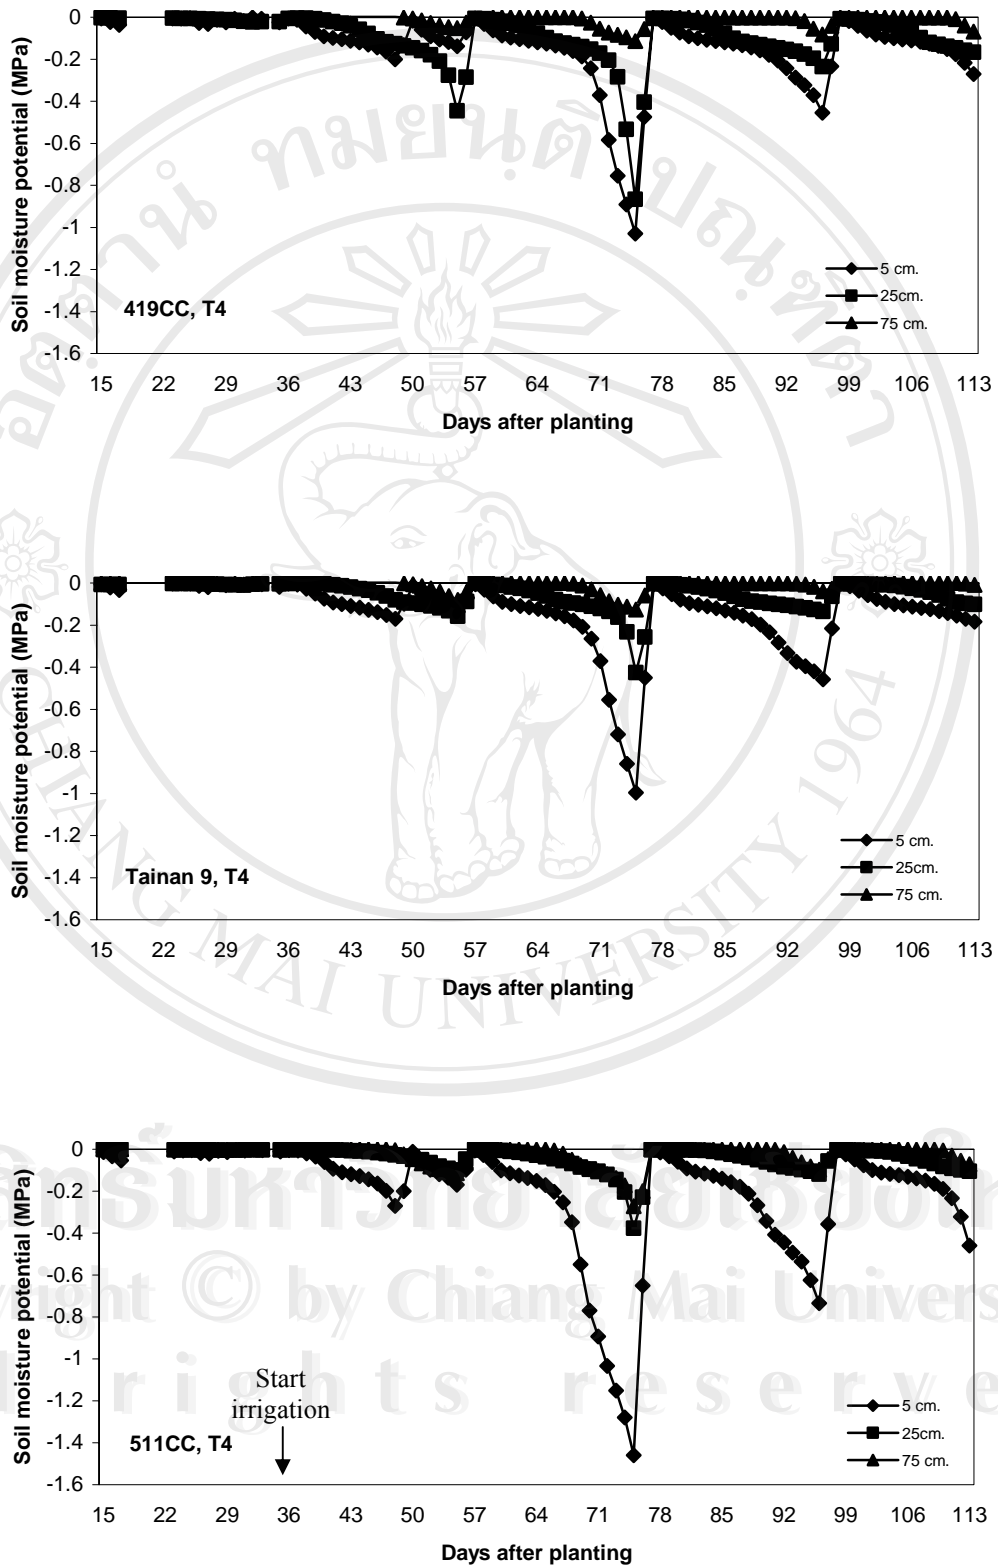 Soil moisture potential (MPa)
0
-0.2
-0.4
-0.6
-0.8
-1
-1.2
-1.4
-1.6
419CC, T4
5 cm.
25cm.
75 cm.
15 22 29 36 43 50 57 64 71 78 85 92 99 106 113
Days after planting
Soil moisture potential (MPa)
0
-0.2
-0.4
-0.6
-0.8
-1
-1.2
-1.4
-1.6
Tainan 9, T4
5 cm.
25cm.
75 cm.
15 22 29 36 43 50 57 64 71 78 85 92 99 106 113
Days after planting
CHIANG MAI UNIVERSITY 1964
Soil moisture potential (MPa)
0
-0.2
-0.4
-0.6
-0.8
-1
-1.2
-1.4
-1.6
Start
irrigation
511CC, T4
5 cm.
25cm.
75 cm.
15 22 29 36 43 50 57 64 71 78 85 92 99 106 113
Days after planting
© by Chiang Mai Univers
rights reserve